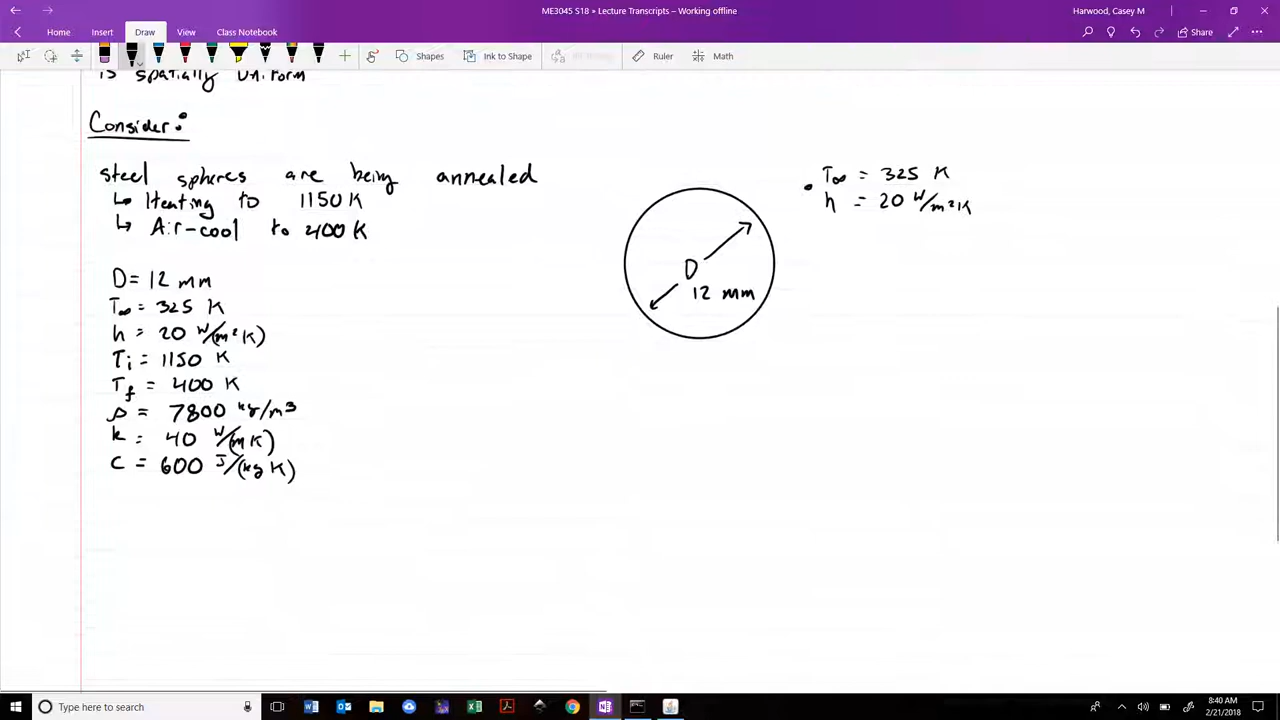 ME3045 S18 » Lecture Transcripts - Working offline
Harwood, Casey M
Home Insert Draw View Class Notebook
Share
Shapes Ink to Shape Ruler Math
is spatially Uniform
Consider:
steel spheres are being annealed
↳ Heating to 1150 K
↳ Air-cool to 400 K
D = 12 mm
T∞ = 325 K
h = 20 W/(m²K)
Ti = 1150 K
Tf = 400 K
ρ = 7800 kg/m³
k = 40 W/(mK)
C = 600 J/(kgK)
D
12 mm
T∞ = 325 K
h = 20 W/m²K
Type here to search
8:40 AM
2/21/2018